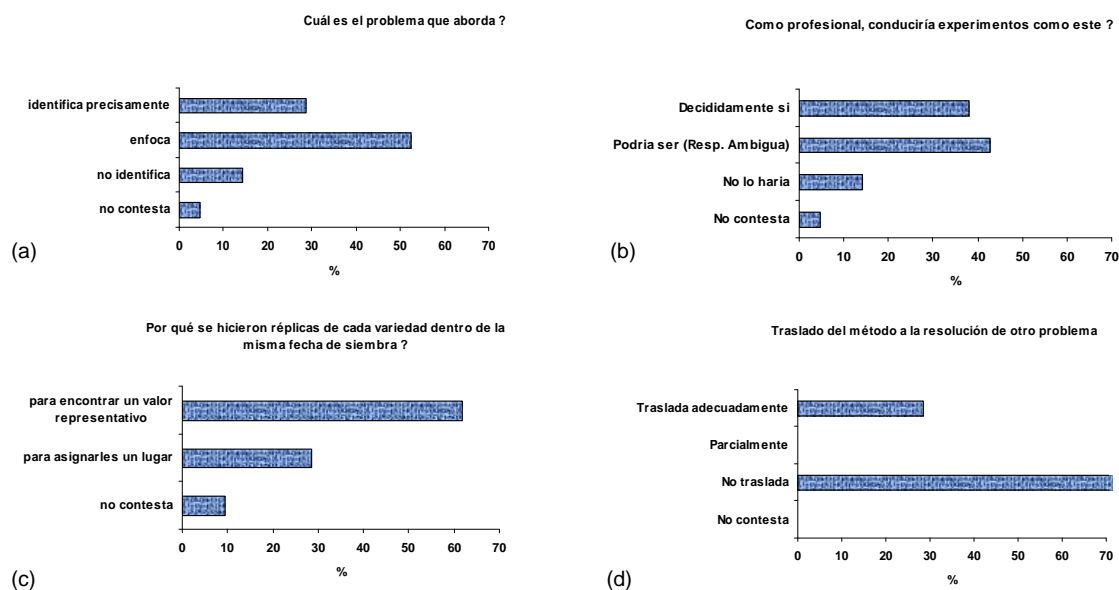 Cuál es el problema que aborda ?
identifica precisamente
enfoca
no identifica
no contesta
0 10 20 30 40 50 60 70
%
(a)
Como profesional, conduciría experimentos como este ?
Decididamente si
Podria ser (Resp. Ambigua)
No lo haria
No contesta
0 10 20 30 40 50 60 70
%
(b)
Por qué se hicieron réplicas de cada variedad dentro de la
misma fecha de siembra ?
para encontrar un valor
representativo
para asignarles un lugar
no contesta
0 10 20 30 40 50 60 70
%
(c)
Traslado del método a la resolución de otro problema
Traslada adecuadamente
Parcialmente
No traslada
No contesta
0 10 20 30 40 50 60 70
%
(d)